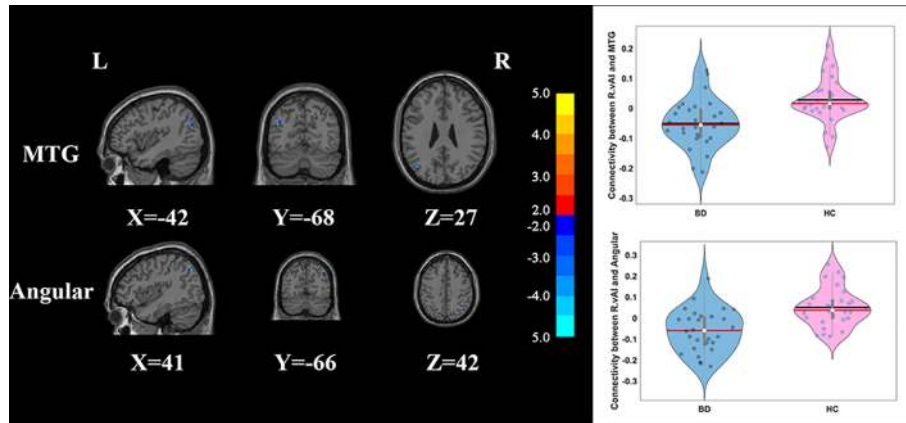 L
R
MTG
X=-42
Y=-68
Z=27
Angular
X=41
Y=-66
Z=42
5.0
4.0
3.0
2.0
-2.0
-3.0
-4.0
5.0
Connectivity between R.vAI and MTG
0.2
0.1
0
-0.1
-0.2
-0.3
BD
HC
Connectivity between R.vAI and Angular
0.3
0.2
0.1
0
-0.1
-0.2
-0.3
BD
HC